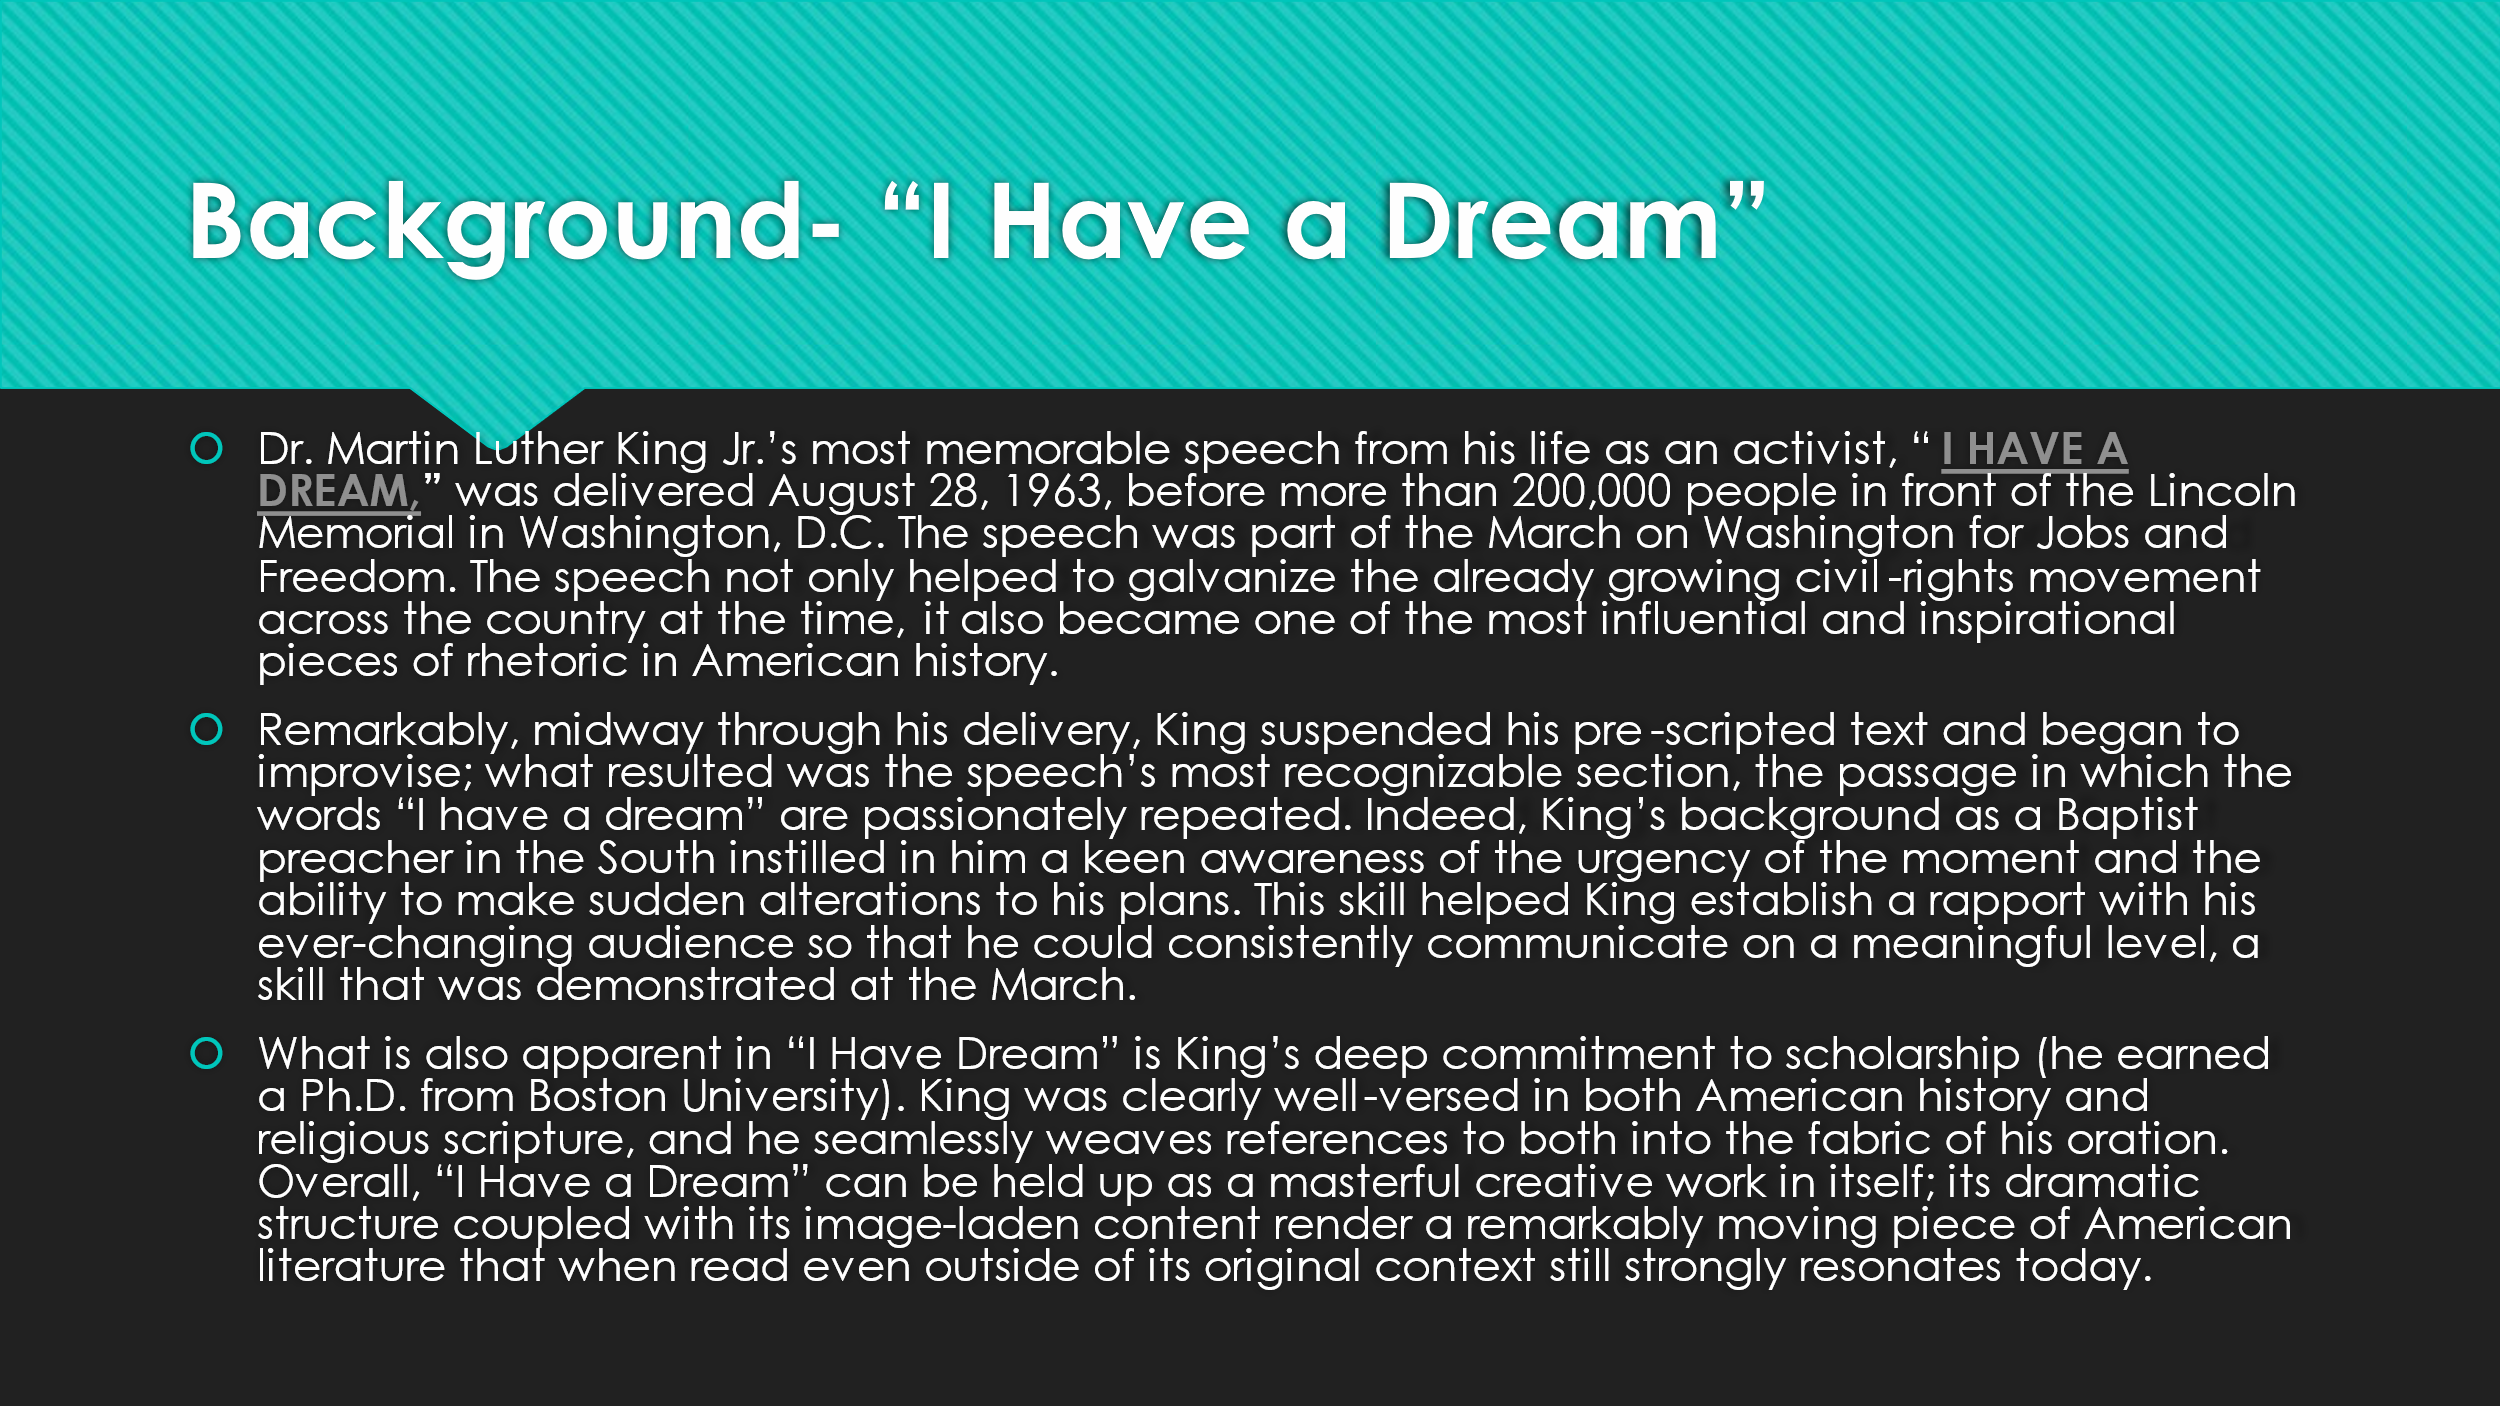 Background- “I Have a Dream”
Dr. Martin Luther King Jr.’s most memorable speech from his life as an activist, “ I HAVE A
DREAM,” was delivered August 28, 1963, before more than 200,000 people in front of the Lincoln
Memorial in Washington, D.C. The speech was part of the March on Washington for Jobs and
Freedom. The speech not only helped to galvanize the already growing civil-rights movement
across the country at the time, it also became one of the most influential and inspirational
pieces of rhetoric in American history.
Remarkably, midway through his delivery, King suspended his pre-scripted text and began to
improvise; what resulted was the speech’s most recognizable section, the passage in which the
words “I have a dream” are passionately repeated. Indeed, King’s background as a Baptist
preacher in the South instilled in him a keen awareness of the urgency of the moment and the
ability to make sudden alterations to his plans. This skill helped King establish a rapport with his
ever-changing audience so that he could consistently communicate on a meaningful level, a
skill that was demonstrated at the March.
What is also apparent in “I Have Dream” is King’s deep commitment to scholarship (he earned
a Ph.D. from Boston University). King was clearly well-versed in both American history and
religious scripture, and he seamlessly weaves references to both into the fabric of his oration.
Overall, “I Have a Dream” can be held up as a masterful creative work in itself; its dramatic
structure coupled with its image-laden content render a remarkably moving piece of American
literature that when read even outside of its original context still strongly resonates today.